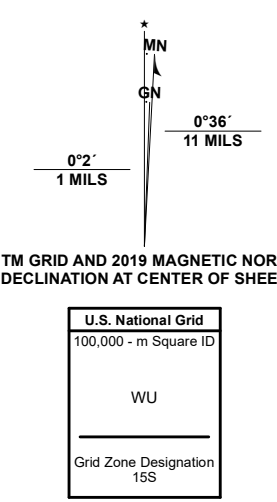 MN
GN
0°36´
11 MILS
0°2´
1 MILS
TM GRID AND 2019 MAGNETIC NOR
DECLINATION AT CENTER OF SHEE
U.S. National Grid
100,000 - m Square ID
WU
Grid Zone Designation
15S